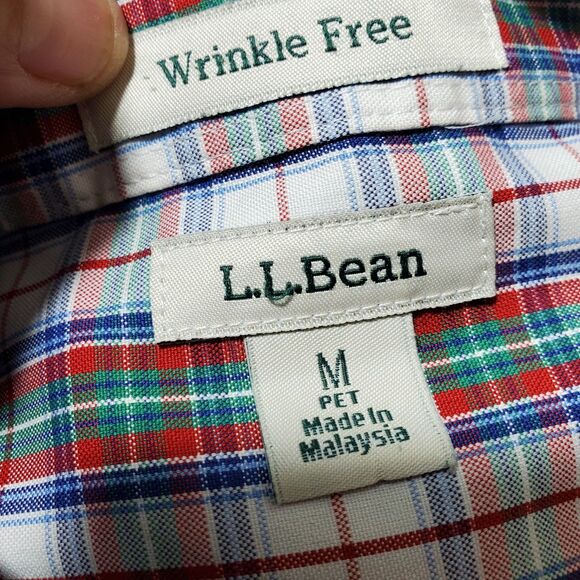 Wrinkle Free
L.L.Bean
M
PET
Made In
Malaysia